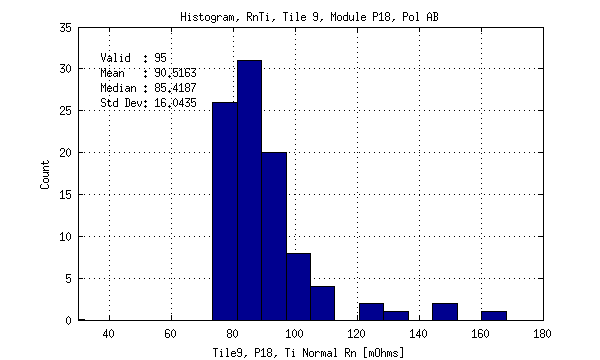 Histogram, RnTi, Tile 9, Module P18, Pol AB
35
30
25
20
15
10
5
0
Valid : 95
Mean : 90.5163
Median : 85.4187
Std Dev: 16.0435
Count
40 60 80 100 120 140 160 180
Tile9, P18, Ti Normal Rn [mOhms]